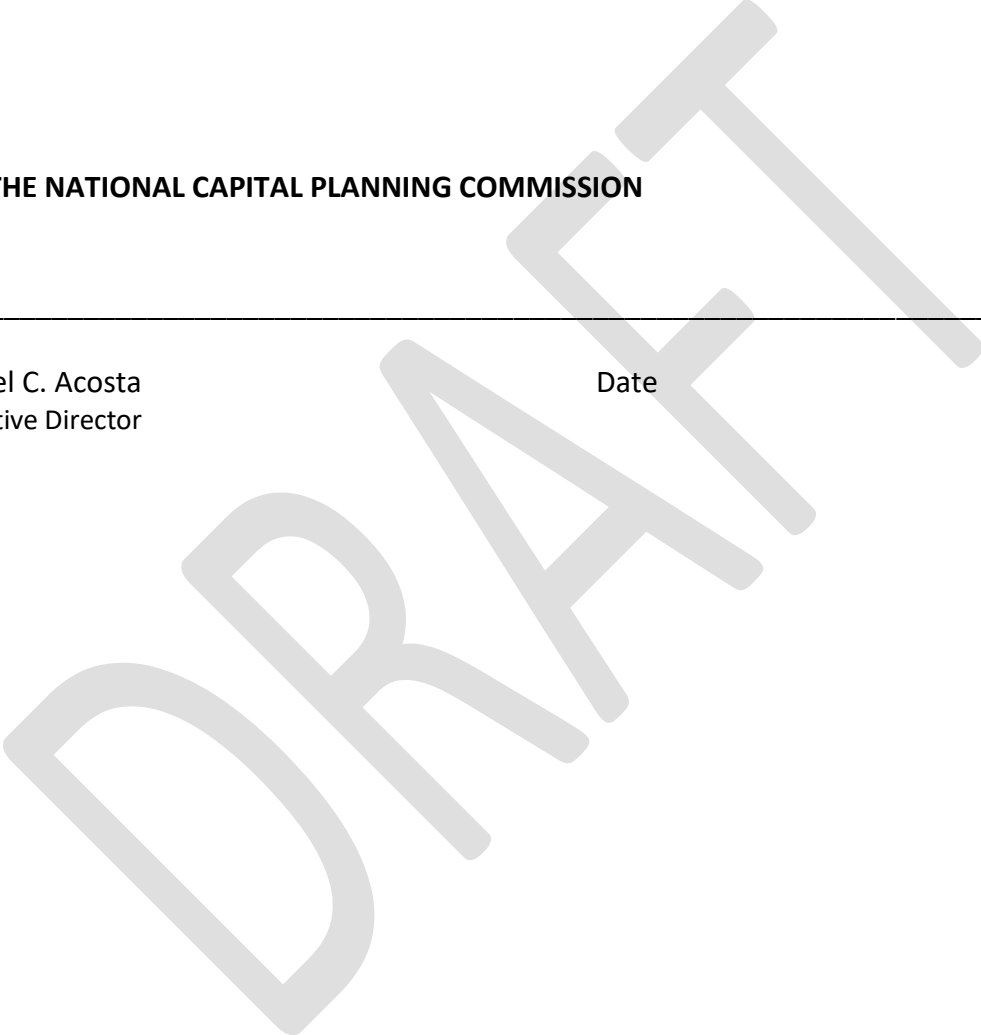 THE NATIONAL CAPITAL PLANNING COMMISSION
el C. Acosta Date
tive Director
DRAFT